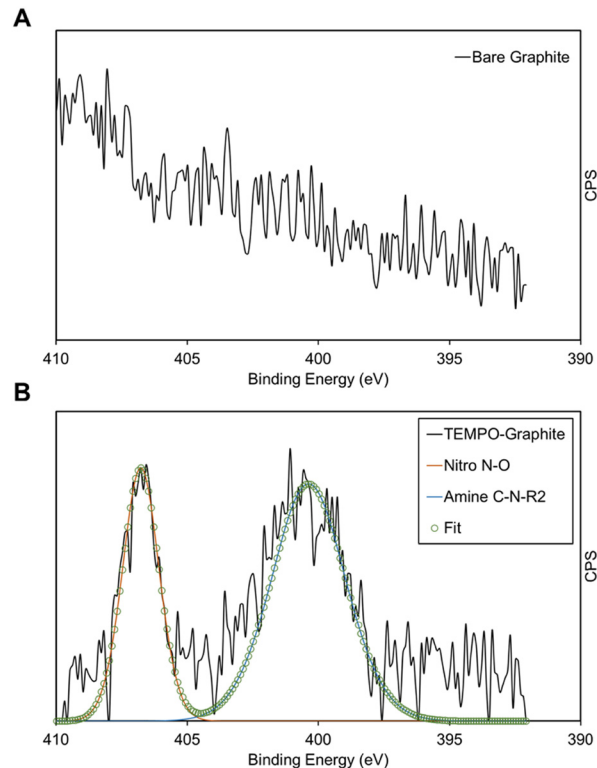 A
Bare Graphite
CPS
410 405 400 395 390
Binding Energy (eV)
B
TEMPO-Graphite
Nitro N-O
Amine C-N-R2
Fit
CPS
410 405 400 395 390
Binding Energy (eV)